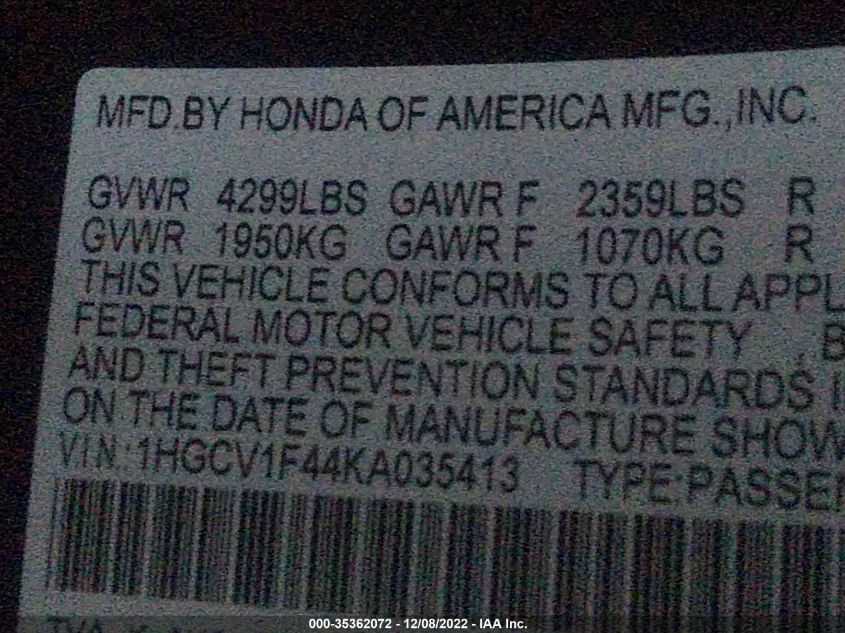 MFD.BY HONDA OF AMERICA MFG.,INC.
GVWR 4299LBS GAWR F 2359LBS R
GVWR 1950KG GAWR F 1070KG R
THIS VEHICLE CONFORMS TO ALL APPL
FEDERAL MOTOR VEHICLE SAFETY , B
AND THEFT PREVENTION STANDARDS I
ON THE DATE OF MANUFACTURE SHOW
V.I.N.: 1HGCV1F44KA035413 TYPE:PASSEN
000-35362072 - 12/08/2022 - IAA Inc.